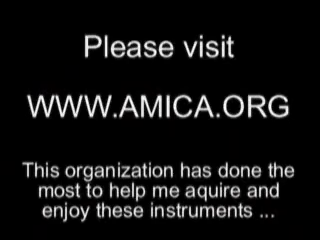 Please visit
WWW.AMICA.ORG
This organization has done the
most to help me aquire and
enjoy these instruments ...